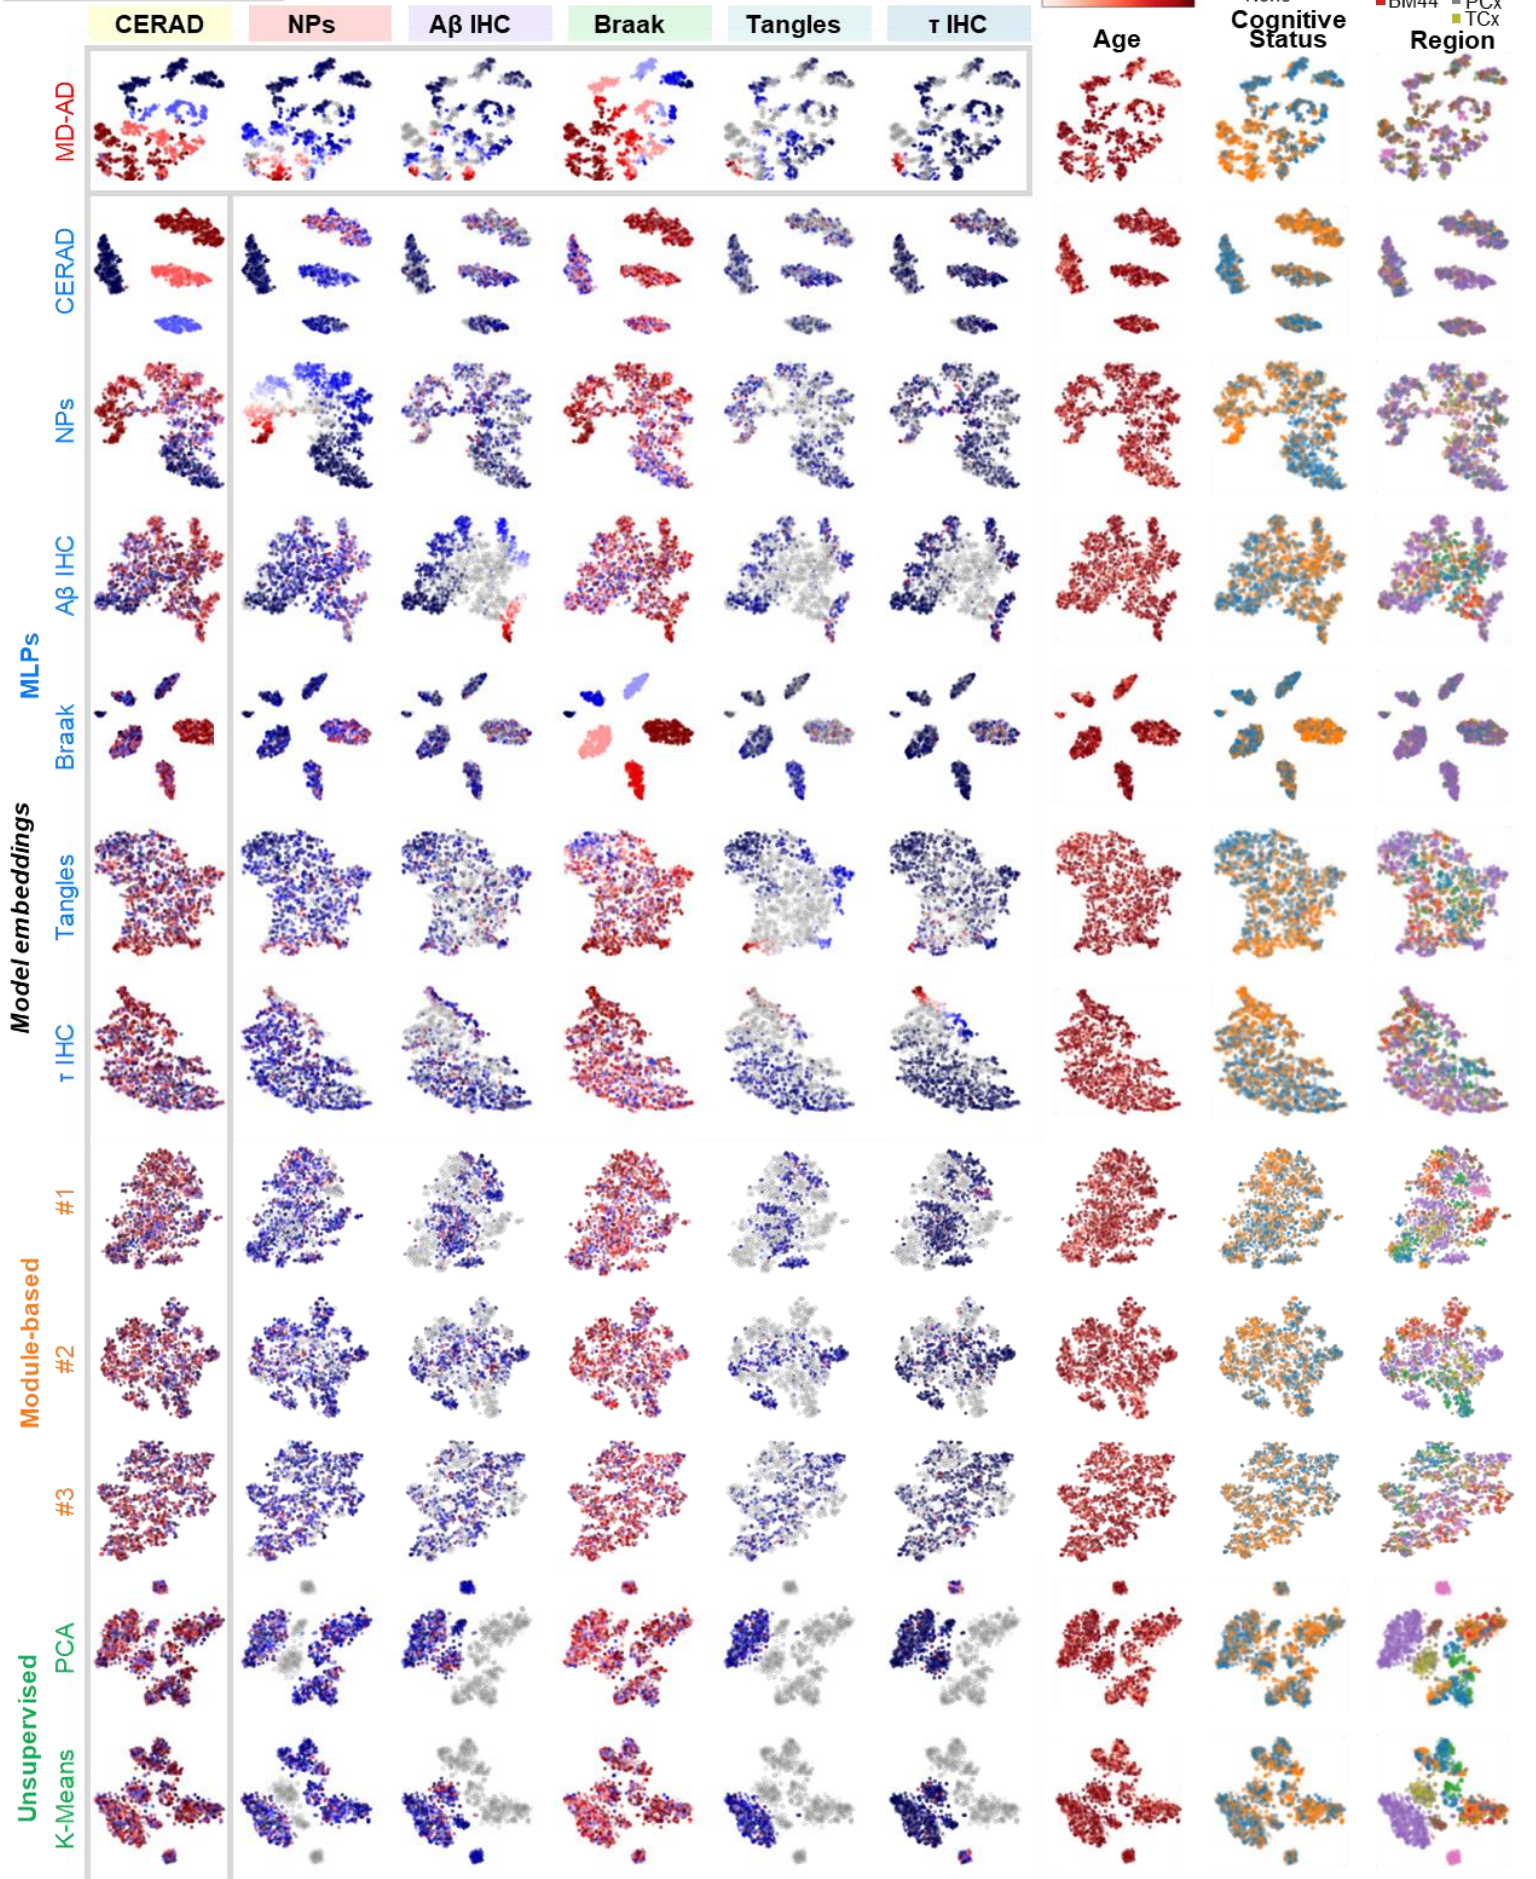 None
BM44
PCx
TCx
CERAD
NPs
Aβ IHC
Braak
Tangles
τ IHC
Age
Cognitive
Status
Region
MD-AD
CERAD
NPs
Aβ IHC
Braak
Tangles
τ IHC
MLPs
Model embeddings
#1
#2
#3
Module-based
PCA
K-Means
Unsupervised